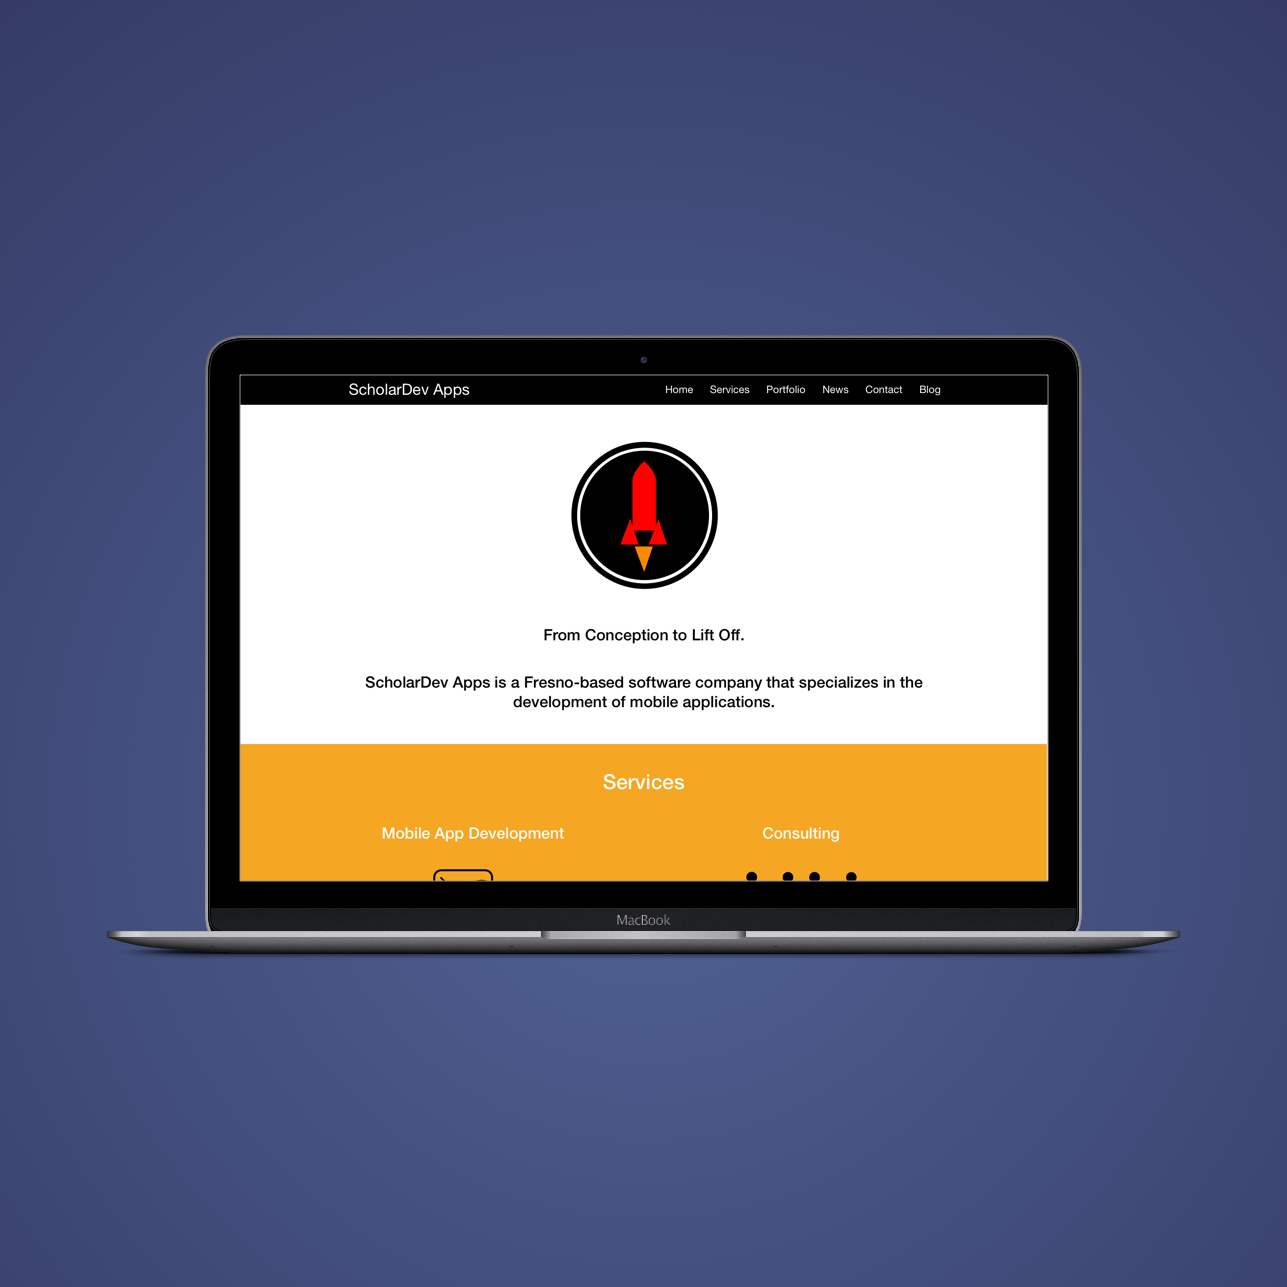 ScholarDev Apps
Home Services Portfolio News Contact Blog
From Conception to Lift Off.
ScholarDev Apps is a Fresno-based software company that specializes in the
development of mobile applications.
Services
Mobile App Development
Consulting
MacBook